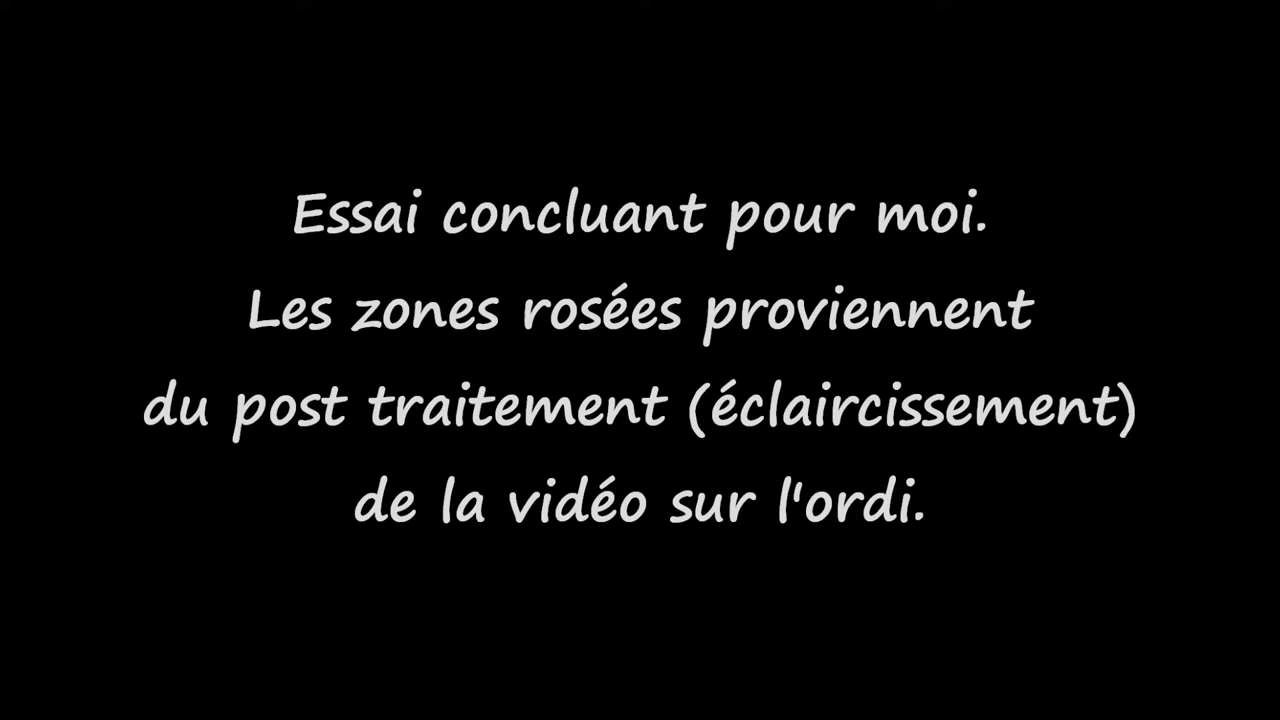 Essai concluant pour moi.
Les zones rosées proviennent
du post traitement (éclaircissement)
de la vidéo sur l'ordi.